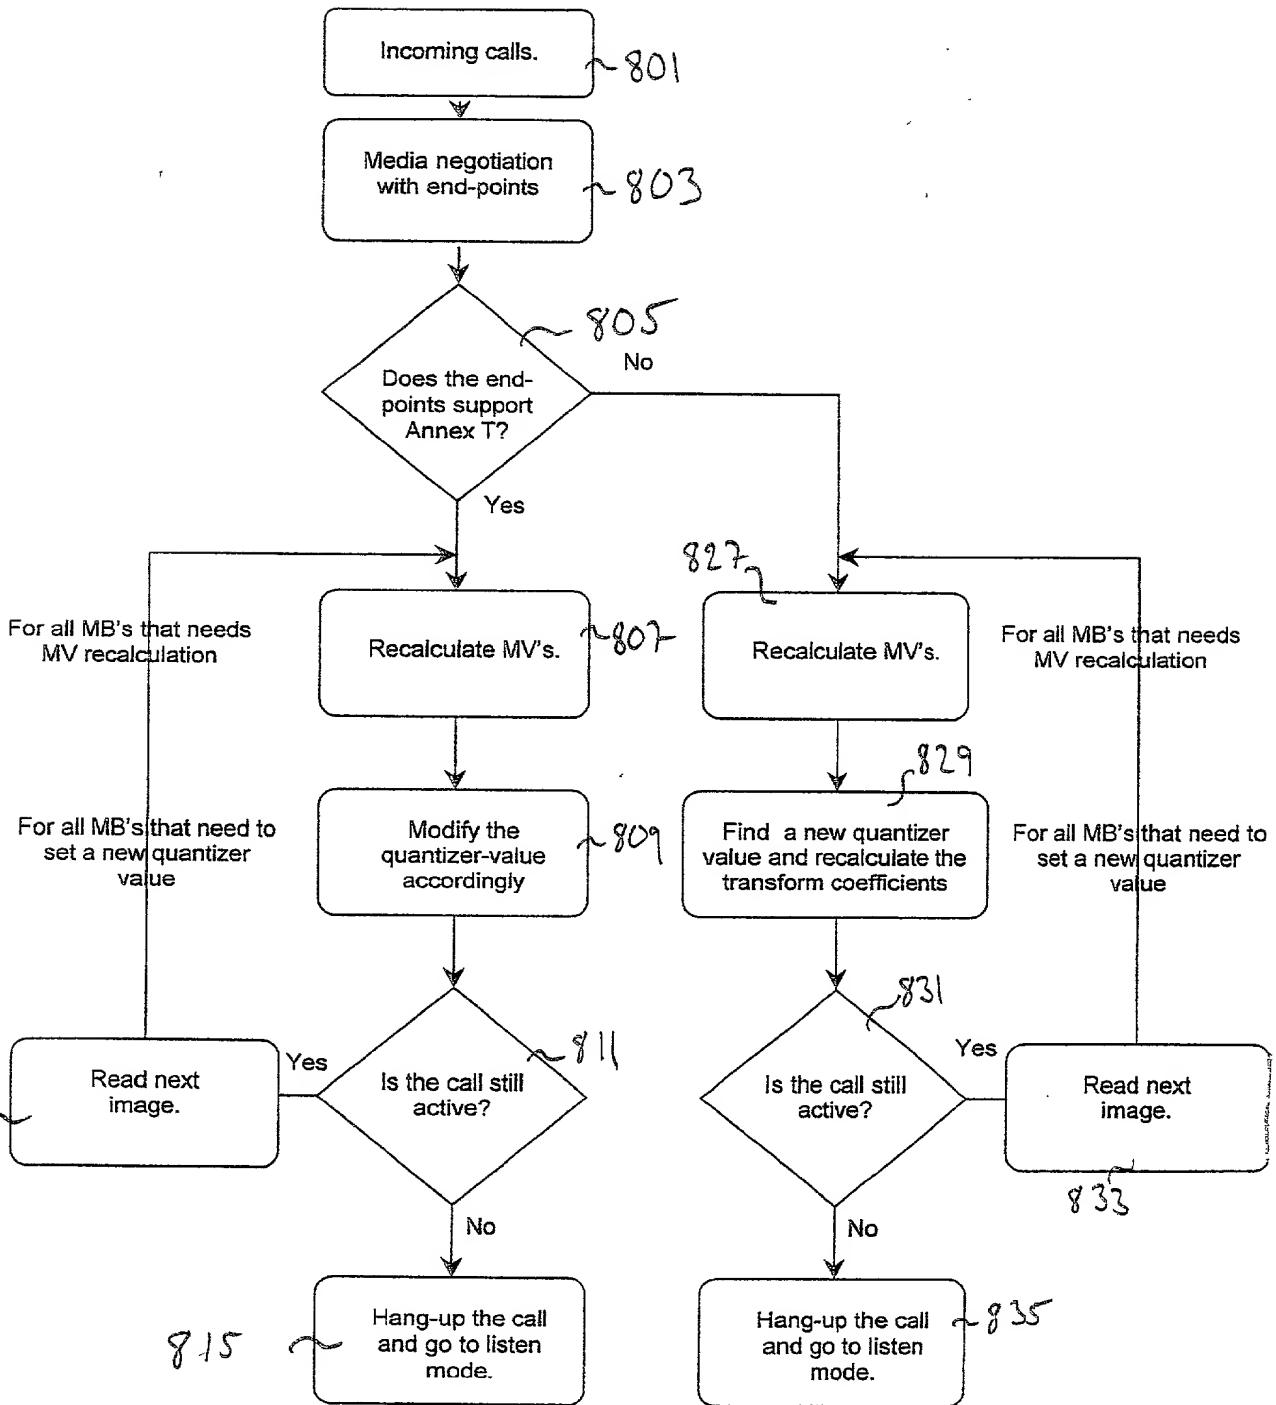 Incoming calls.
801
Media negotiation
with end-points
803
805
No
Does the end-
points support
Annex T?
Yes
827
For all MB's that needs
MV recalculation
Recalculate MV's.
807
Recalculate MV's.
For all MB's that needs
MV recalculation
829
For all MB's that need to
set a new quantizer
value
Modify the
quantizer-value
accordingly
809
Find a new quantizer
value and recalculate the
transform coefficients
For all MB's that need to
set a new quantizer
value
Read next
image.
Yes
Is the call still
active?
811
831
Is the call still
active?
Yes
Read next
image.
833
No
No
815
Hang-up the call
and go to listen
mode.
Hang-up the call
and go to listen
mode.
835